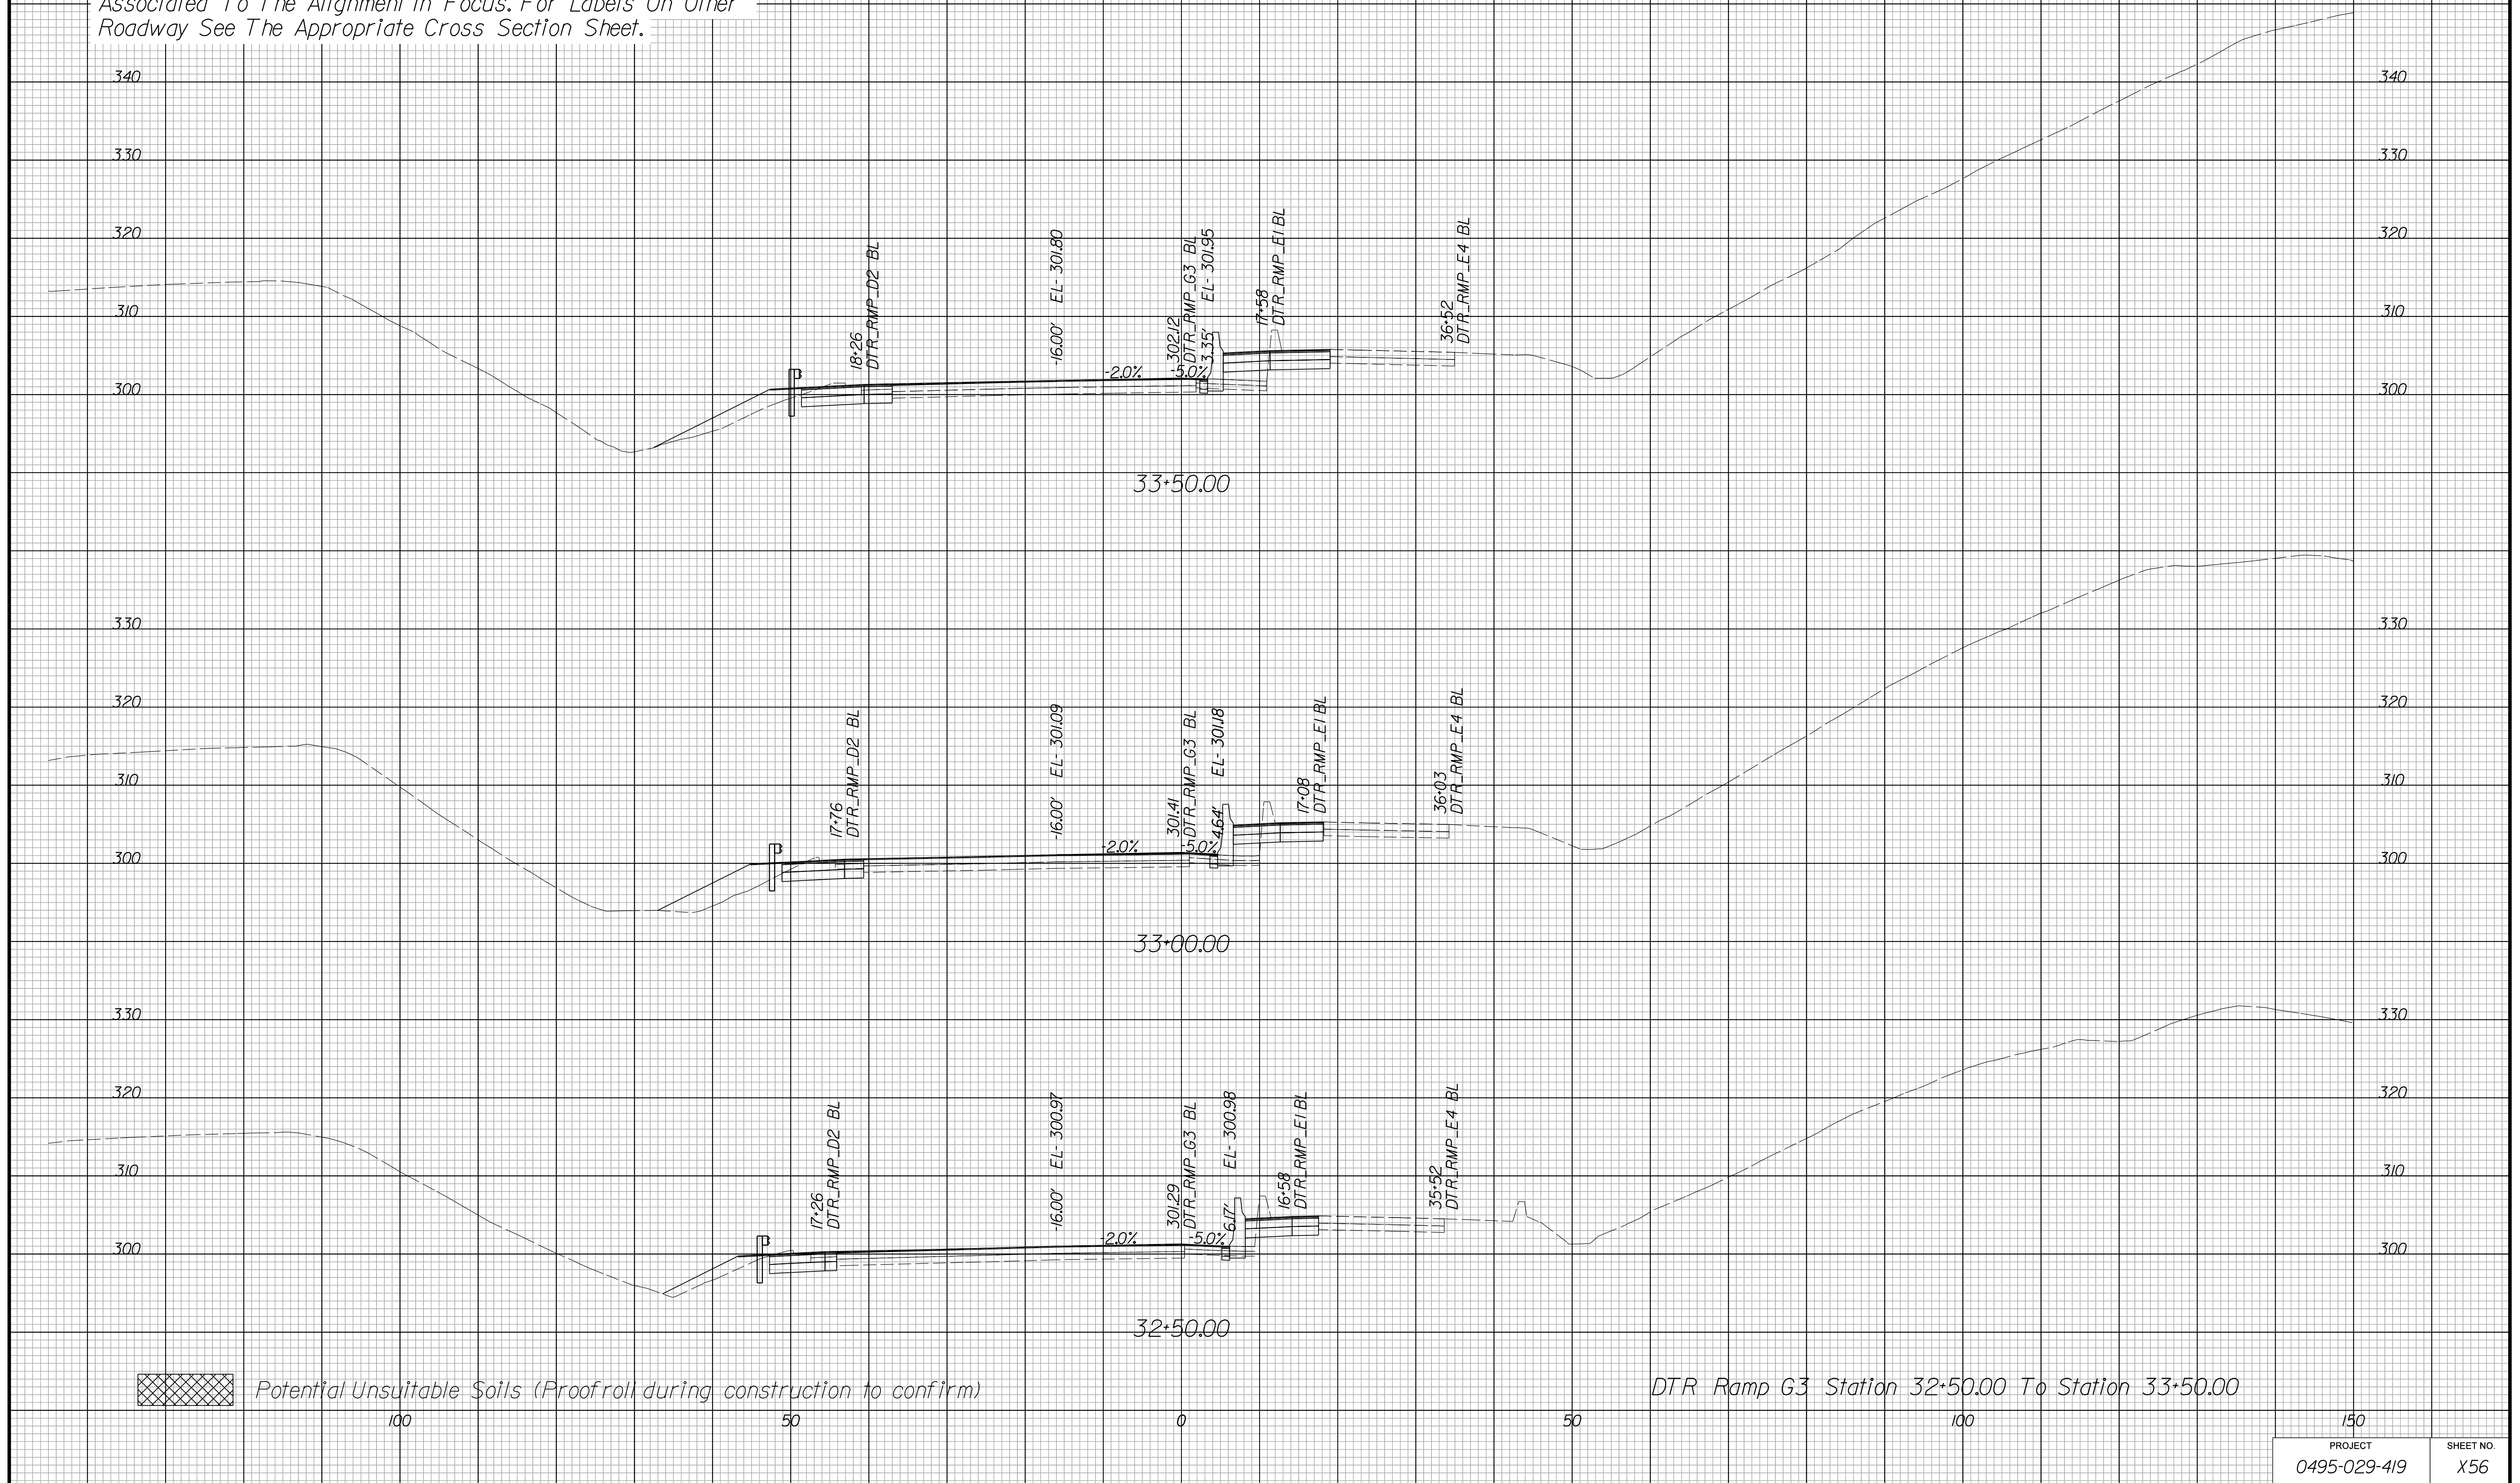 Associated To The Alignment In Focus. For Labels On Other
Roadway See The Appropriate Cross Section Sheet.
340
340
330
330
320
320
310
310
300
300
18+26
DTR_RMP_D2 BL
-16.00' EL- 301.80
302.12
DTR_RMP_G3 BL
3.35' EL- 301.95
17+58
DTR_RMP_E1 BL
36+52
DTR_RMP_E4 BL
-2.0%
-5.0%
33+50.00
330
330
320
320
310
310
300
300
17+76
DTR_RMP_D2 BL
-16.00' EL- 301.09
301.41
DTR_RMP_G3 BL
4.64' EL- 301.18
17+08
DTR_RMP_E1 BL
36+03
DTR_RMP_E4 BL
-2.0%
-5.0%
33+00.00
330
330
320
320
310
310
300
300
17+26
DTR_RMP_D2 BL
-16.00' EL- 300.97
301.29
DTR_RMP_G3 BL
6.17' EL- 300.98
16+58
DTR_RMP_E1 BL
35+52
DTR_RMP_E4 BL
-2.0%
-5.0%
32+50.00
Potential Unsuitable Soils (Proofroll during construction to confirm)
DTR Ramp G3 Station 32+50.00 To Station 33+50.00
100
50
0
50
100
150
PROJECT
SHEET NO.
0495-029-419
X56